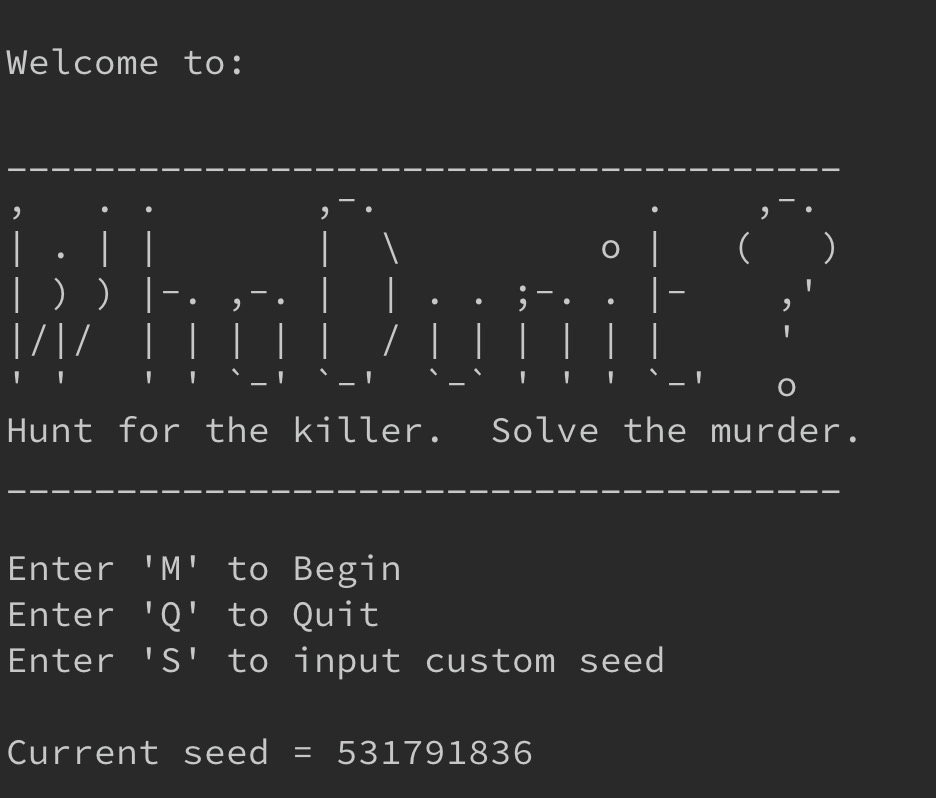 Welcome to:
--------------------------------------
,   . .       ,-.            .    ,-.
| . | |       |  \         o |   (   )
| ) ) |-. ,-. |  | . . ;-. . |-    ,'
|/|/  | | | | |  / | | | | | |     '
' '   ' ' `-' `-'  `-` ' ' ' `-'   o
Hunt for the killer.  Solve the murder.
--------------------------------------
Enter 'M' to Begin
Enter 'Q' to Quit
Enter 'S' to input custom seed
Current seed = 531791836